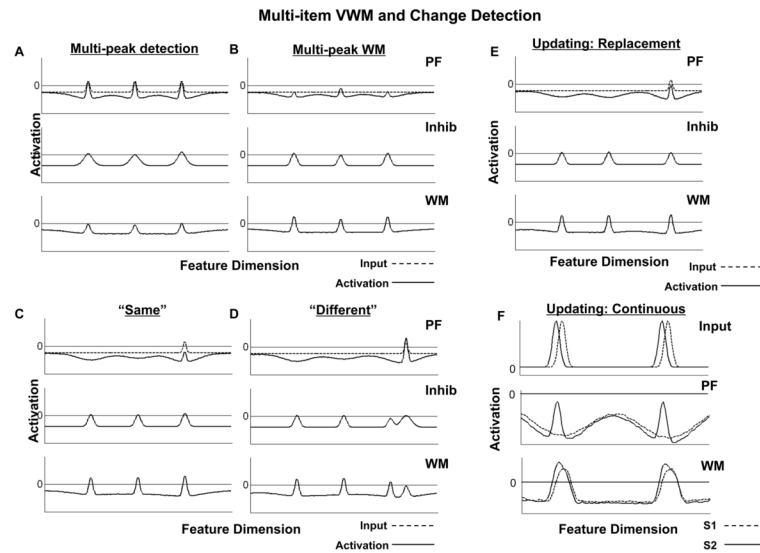 Multi-item VWM and Change Detection
A
Multi-peak detection
B
Multi-peak WM
PF
0
0
Inhib
0
0
WM
0
0
Activation
Feature Dimension
Input
Activation
E
Updating: Replacement
PF
0
Inhib
0
WM
0
Activation
Feature Dimension
Input
Activation
C
"Same"
D
"Different"
PF
0
0
Inhib
0
0
WM
0
0
Activation
Feature Dimension
Input
Activation
F
Updating: Continuous
Input
0
PF
0
WM
0
Activation
Feature Dimension
S1
S2